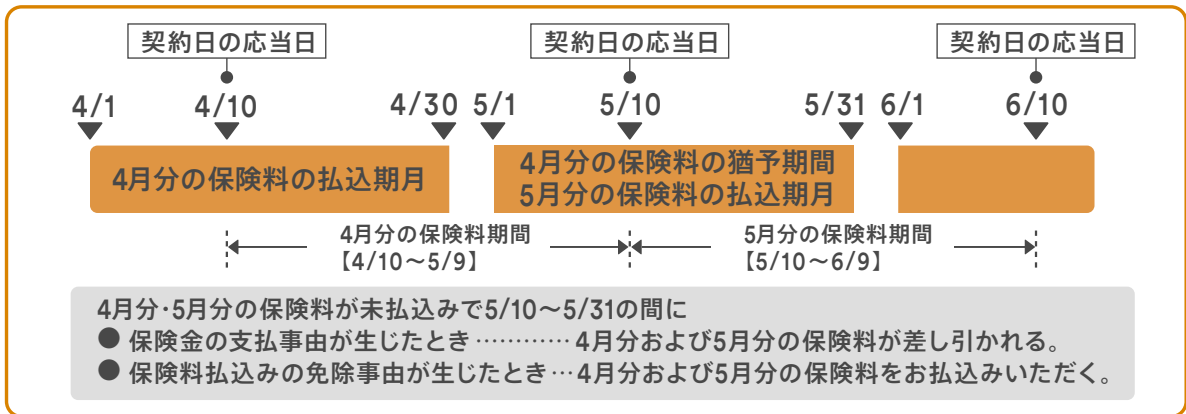 契約日の応当日 契約日の応当日 契約日の応当日
4/1 4/10 4/30 5/1 5/10 5/31 6/1 6/10
4月分の保険料の払込期月
4月分の保険料の猶予期間
5月分の保険料の払込期月
4月分の保険料期間
【4/10～5/9】
5月分の保険料期間
【5/10～6/9】
4月分・5月分の保険料が未払込みで5/10～5/31の間に
● 保険金の支払事由が生じたとき ………… 4月分および5月分の保険料が差し引かれる。
● 保険料払込みの免除事由が生じたとき … 4月分および5月分の保険料をお払込みいただく。